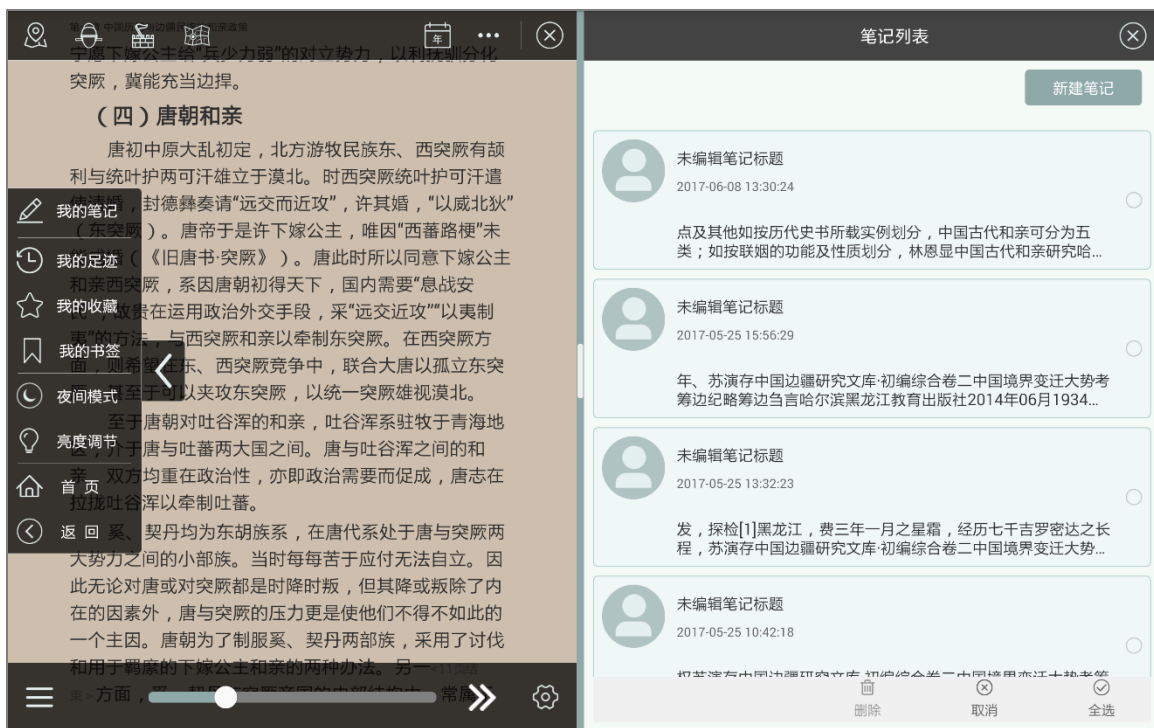 年
宁愿下嫁公主给“兵少力弱”的对立势力，以利扶驯分化
突厥，冀能充当边捍。
（四）唐朝和亲
唐初中原大乱初定，北方游牧民族东、西突厥有颉
利与统叶护两可汗雄立于漠北。时西突厥统叶护可汗遣
使请婚，封德彝奏请“远交而近攻”，许其婚，“以威北狄”
（东突厥）。唐帝于是许下嫁公主，唯因“西蕃路梗”未
能成婚（《旧唐书·突厥》）。唐此时所以同意下嫁公主
和亲西突厥，系因唐朝初得天下，国内需要“息战安
民”，故贵在运用政治外交手段，采“远交近攻”“以夷制
夷”的方法，与西突厥和亲以牵制东突厥。在西突厥方
面，则希望在东、西突厥竞争中，联合大唐以孤立东突
厥，甚至于可以夹攻东突厥，以统一突厥雄视漠北。
至于唐朝对吐谷浑的和亲，吐谷浑系驻牧于青海地
区，介于唐与吐蕃两大国之间。唐与吐谷浑之间的和
亲，双方均重在政治性，亦即政治需要而促成，唐志在
拉拢吐谷浑以牵制吐蕃。
奚、契丹均为东胡族系，在唐代系处于唐与突厥两
大势力之间的小部族。当时每每苦于应付无法自立。因
此无论对唐或对突厥都是时降时叛，但其降或叛除了内
在的因素外，唐与突厥的压力更是使他们不得不如此的
一个主因。唐朝为了制服奚、契丹两部族，采用了讨伐
和用于羁縻的下嫁公主和亲的两种办法。另一
方面，
我的笔记
我的足迹
我的收藏
我的书签
夜间模式
亮度调节
首 页
返 回
笔记列表
新建笔记
未编辑笔记标题
2017-06-08 13:30:24
点及其他如按历代史书所载实例划分，中国古代和亲可分为五
类；如按联姻的功能及性质划分，林恩显中国古代和亲研究哈...
未编辑笔记标题
2017-05-25 15:56:29
年、苏演存中国边疆研究文库·初编综合卷二中国境界变迁大势考
筹边纪略筹边刍言哈尔滨黑龙江教育出版社2014年06月1934...
未编辑笔记标题
2017-05-25 13:32:23
发，探检[1]黑龙江，费三年一月之星霜，经历七千吉罗密达之长
程，苏演存中国边疆研究文库·初编综合卷二中国境界变迁大势...
未编辑笔记标题
2017-05-25 10:42:18
删除
取消
全选